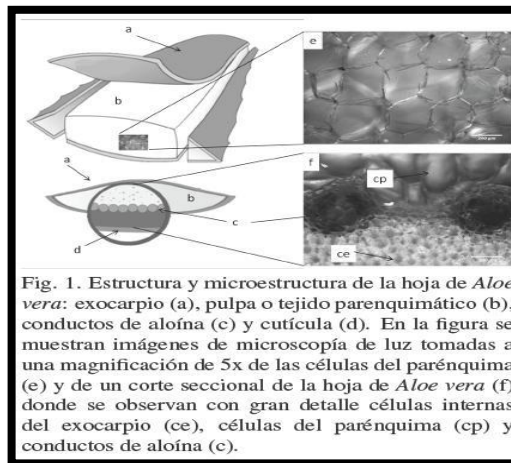 a
e
b
f
a
cp
b
c
d
ce
Fig. 1. Estructura y microestructura de la hoja de Aloe
vera: exocarpio (a), pulpa o tejido parenquimático (b),
conductos de aloína (c) y cutícula (d). En la figura se
muestran imágenes de microscopía de luz tomadas a
una magnificación de 5x de las células del parénquima
(e) y de un corte seccional de la hoja de Aloe vera (f)
donde se observan con gran detalle células internas
del exocarpio (ce), células del parénquima (cp) y
conductos de aloína (c).